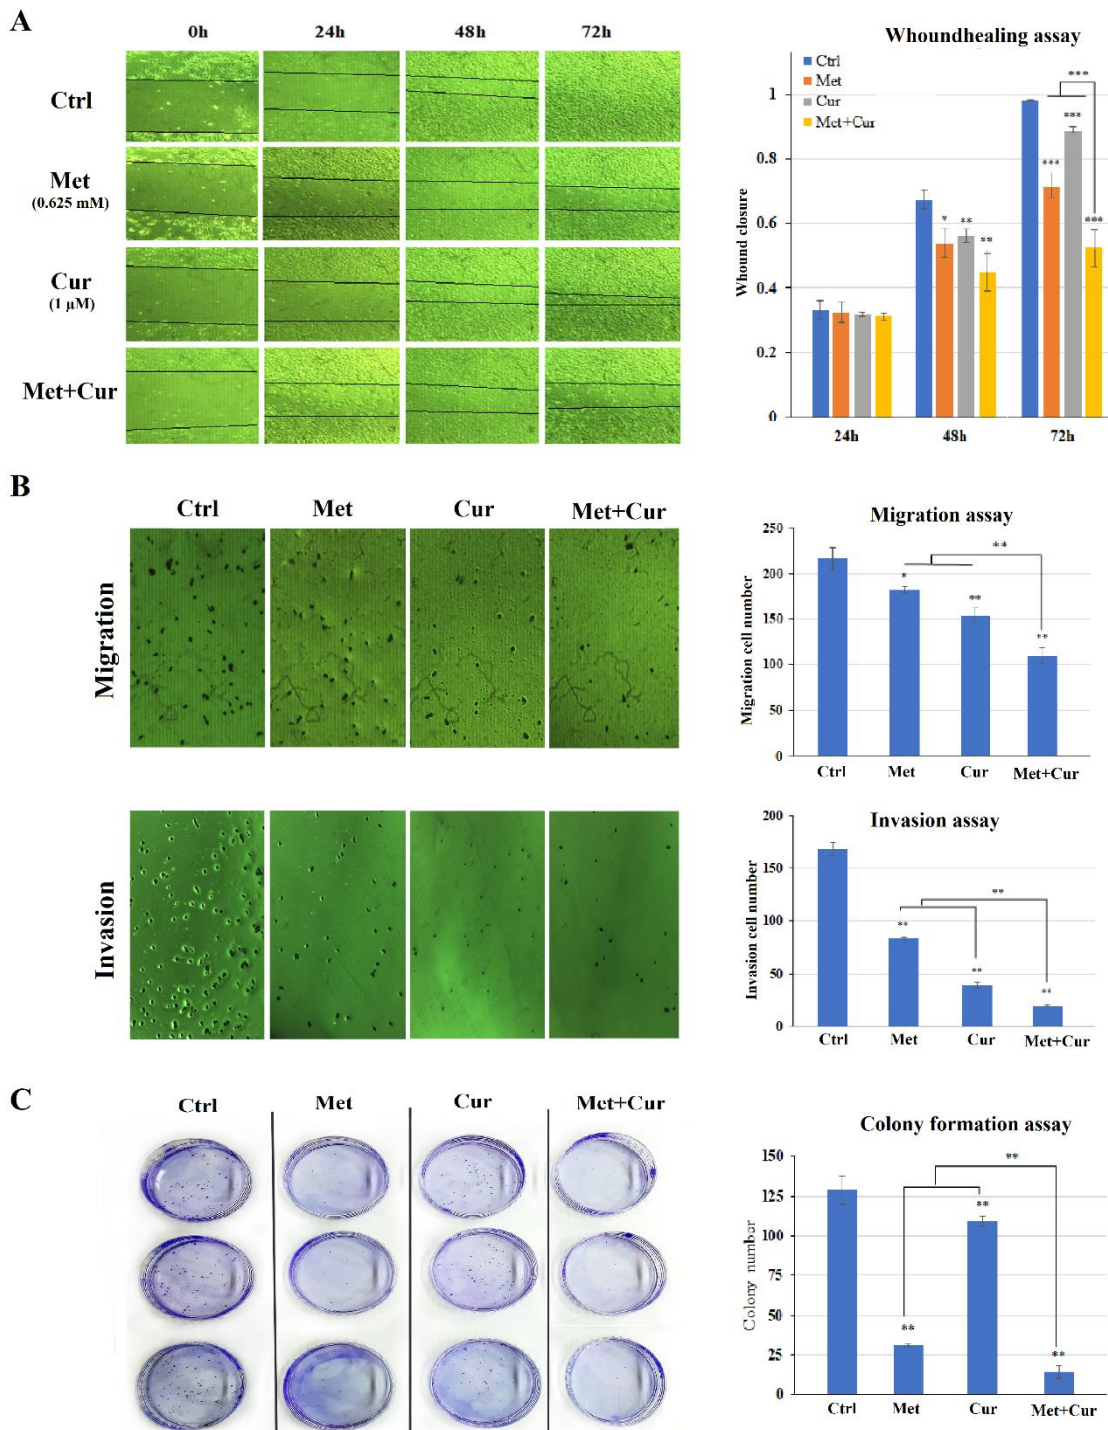 A
0h 24h 48h 72h
Ctrl
Met
(0.625 mM)
Cur
(1 µM)
Met+Cur
Whoundhealing assay
Ctrl
Met
Cur
Met+Cur
Whound closure
1
0.8
0.6
0.4
0.2
0
***
***
***
***
*
**
**
24h 48h 72h
B
Ctrl Met Cur Met+Cur
Migration
Migration assay
Migration cell number
250
200
150
100
50
0
**
*
**
**
Ctrl Met Cur Met+Cur
Invasion
Invasion assay
Invasion cell number
200
150
100
50
0
**
**
**
**
Ctrl Met Cur Met+Cur
C
Ctrl Met Cur Met+Cur
Colony formation assay
Colony number
150
125
100
75
50
25
0
**
**
**
**
Ctrl Met Cur Met+Cur